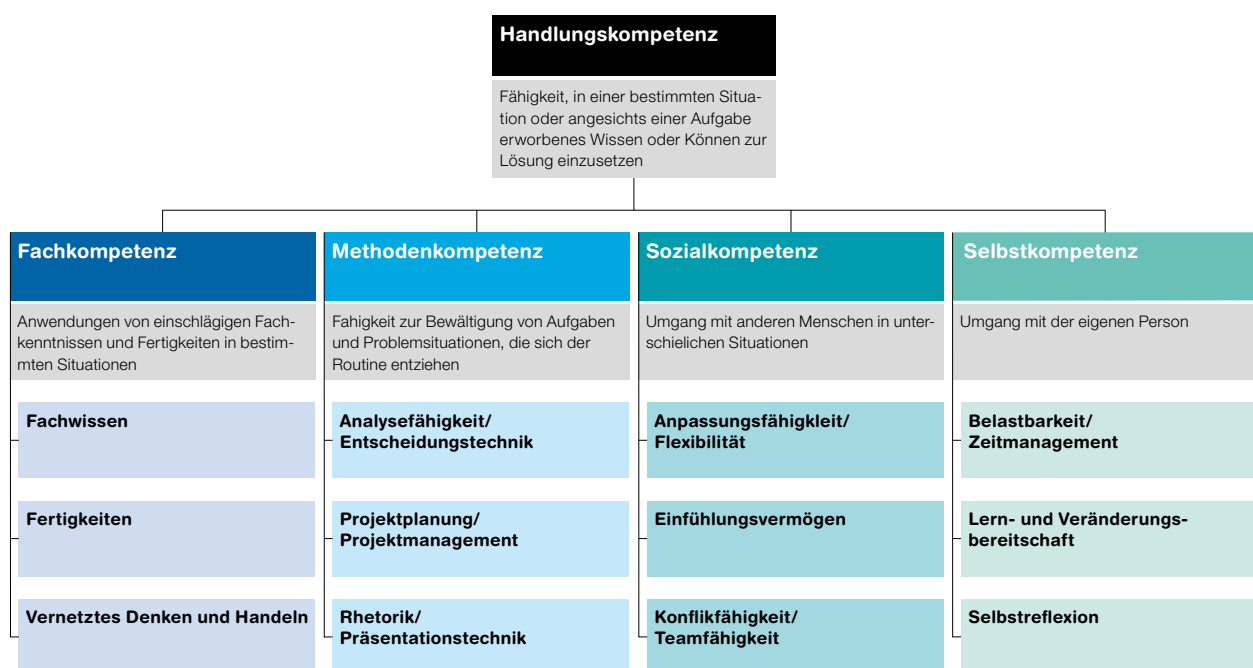 Handlungskompetenz
Fähigkeit, in einer bestimmten Situa-
tion oder angesichts einer Aufgabe
erworbenes Wissen oder Können zur
Lösung einzusetzen
Fachkompetenz
Anwendungen von einschlägigen Fach-
kenntnissen und Fertigkeiten in bestim-
mten Situationen
Fachwissen
Fertigkeiten
Vernetztes Denken und Handeln
Methodenkompetenz
Fahigkeit zur Bewältigung von Aufgaben
und Problemsituationen, die sich der
Routine entziehen
Analysefähigkeit/
Entscheidungstechnik
Projektplanung/
Projektmanagement
Rhetorik/
Präsentationstechnik
Sozialkompetenz
Umgang mit anderen Menschen in unter-
schielichen Situationen
Anpassungsfähigkleit/
Flexibilität
Einfühlungsvermögen
Konflikfähigkeit/
Teamfähigkeit
Selbstkompetenz
Umgang mit der eigenen Person
Belastbarkeit/
Zeitmanagement
Lern- und Veränderungs-
bereitschaft
Selbstreflexion